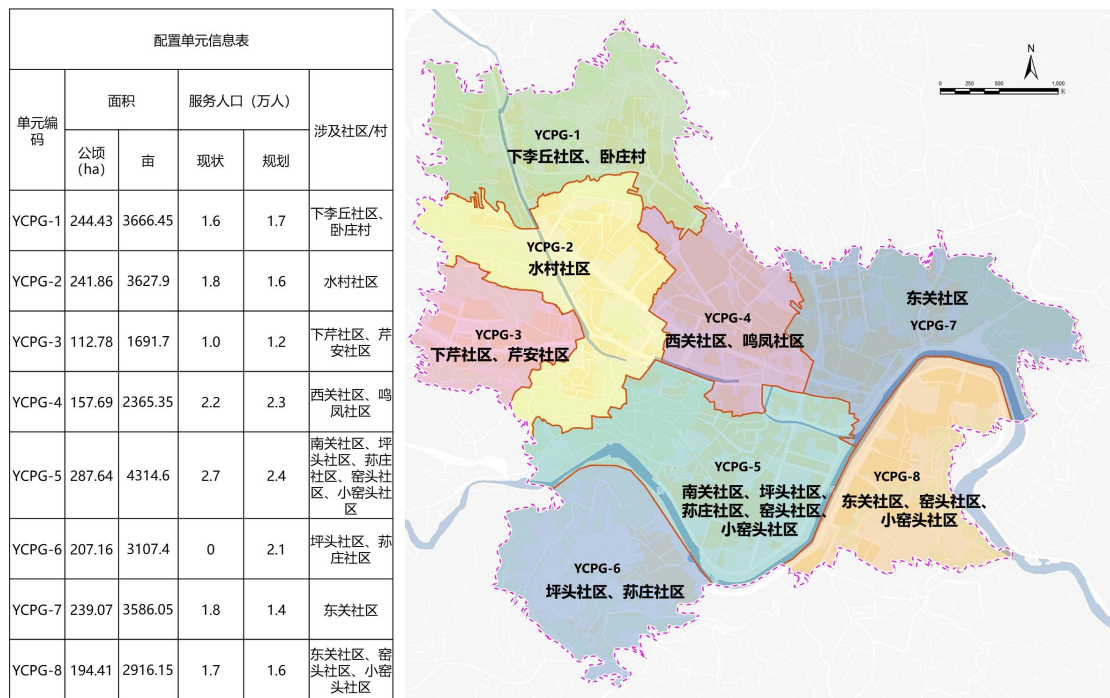 配置单元信息表
单元编
码
面积
服务人口（万人）
涉及社区/村
公顷
（ha）
亩
现状
规划
YCPG-1 244.43 3666.45 1.6 1.7 下李丘社区、
卧庄村
YCPG-2 241.86 3627.9 1.8 1.6 水村社区
YCPG-3 112.78 1691.7 1.0 1.2 下芹社区、芹
安社区
YCPG-4 157.69 2365.35 2.2 2.3 西关社区、鸣
凤社区
YCPG-5 287.64 4314.6 2.7 2.4 南关社区、坪
头社区、荪庄
社区、窑头社
区、小窑头社
区
YCPG-6 207.16 3107.4 0 2.1 坪头社区、荪
庄社区
YCPG-7 239.07 3586.05 1.8 1.4 东关社区
YCPG-8 194.41 2916.15 1.7 1.6 东关社区、窑
头社区、小窑
头社区
N
0 250 500 1,000
米
YCPG-1
下李丘社区、卧庄村
YCPG-2
水村社区
YCPG-3
下芹社区、芹安社区
YCPG-4
西关社区、鸣凤社区
东关社区
YCPG-7
YCPG-5
南关社区、坪头社区、
荪庄社区、窑头社区、
小窑头社区
YCPG-8
东关社区、窑头社区、
小窑头社区
YCPG-6
坪头社区、荪庄社区